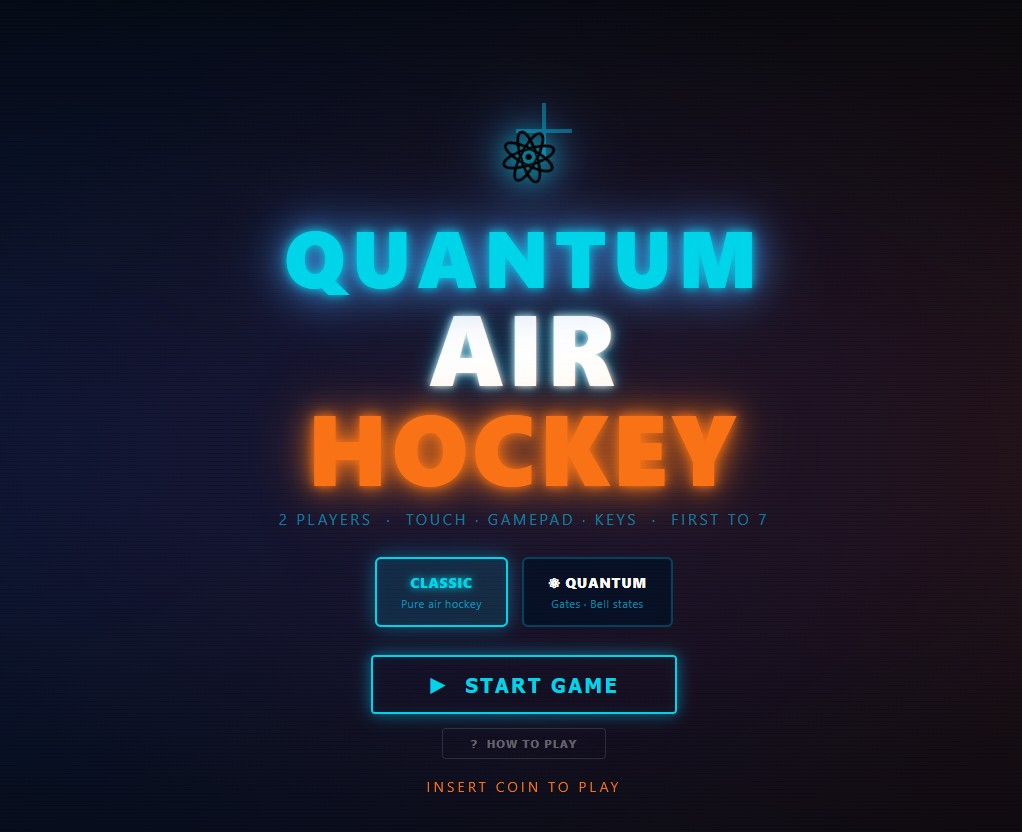 QUANTUM
AIR
HOCKEY
2 PLAYERS · TOUCH · GAMEPAD · KEYS · FIRST TO 7
CLASSIC
Pure air hockey
⚛ QUANTUM
Gates · Bell states
▶ START GAME
? HOW TO PLAY
INSERT COIN TO PLAY